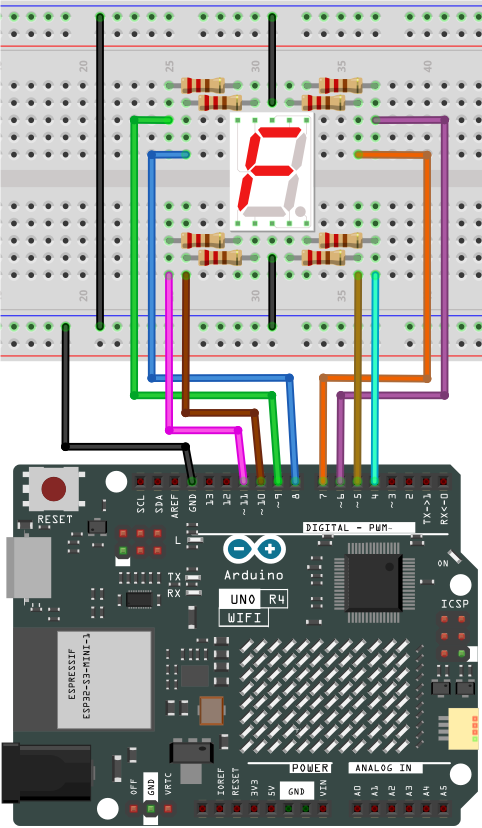 20 25 30 35 40
20 25 30 35 40
RESET
SCL
SDA
AREF
GND
13
12
~11
~10
~9
8
7
~6
~5
4
~3
2
TX→1
RX←0
DIGITAL - PWM~
L
TX
RX
Arduino
UNO R4
WIFI
ON
ICSP
ESPRESSIF
ESP32-S3-MINI-1
POWER
ANALOG IN
OFF
GND
VRTC
IOREF
RESET
3V3
5V
GND
VIN
A0
A1
A2
A3
A4
A5